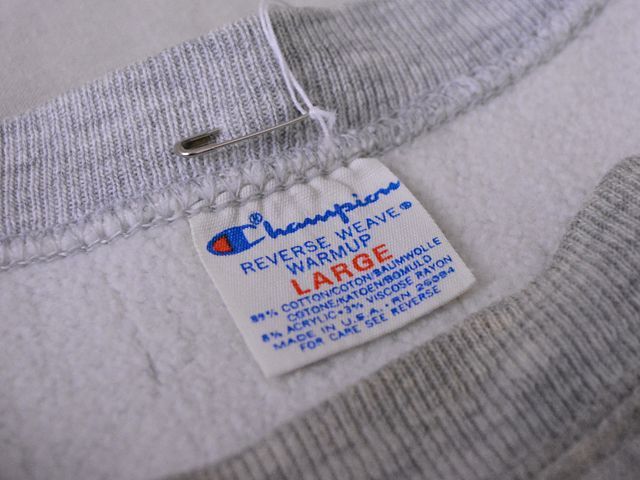 Champion®
REVERSE WEAVE®
WARMUP
LARGE
89% COTTON/COTON/BAUMWOLLE
COTONE/KATOEN/BOMULD
8% ACRYLIC•3% VISCOSE RAYON
MADE IN U.S.A. RN 26094
FOR CARE SEE REVERSE